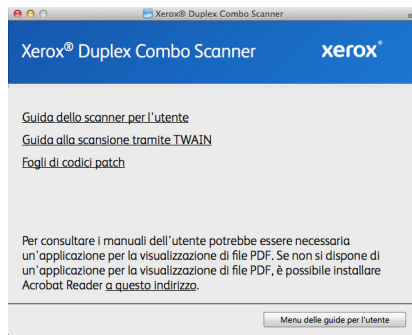 Xerox® Duplex Combo Scanner
Xerox® Duplex Combo Scanner
xerox®
Guida dello scanner per l'utente
Guida alla scansione tramite TWAIN
Fogli di codici patch
Per consultare i manuali dell'utente potrebbe essere necessaria
un'applicazione per la visualizzazione di file PDF. Se non si dispone di
un'applicazione per la visualizzazione di file PDF, è possibile installare
Acrobat Reader a questo indirizzo.
Menu delle guide per l'utente